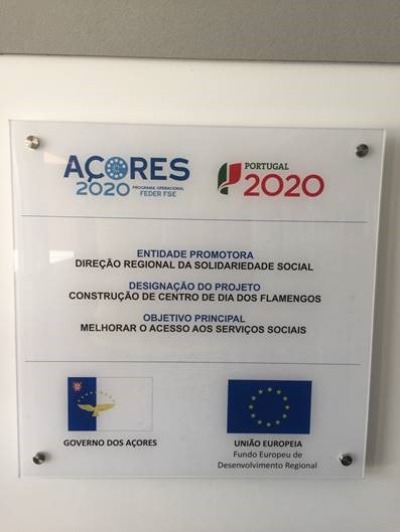 AÇORES
2020 PROGRAMA OPERACIONAL
FEDER FSE
PORTUGAL
2020
ENTIDADE PROMOTORA
DIREÇÃO REGIONAL DA SOLIDARIEDADE SOCIAL
DESIGNAÇÃO DO PROJETO
CONSTRUÇÃO DE CENTRO DE DIA DOS FLAMENGOS
OBJETIVO PRINCIPAL
MELHORAR O ACESSO AOS SERVIÇOS SOCIAIS
GOVERNO DOS AÇORES
UNIÃO EUROPEIA
Fundo Europeu de
Desenvolvimento Regional